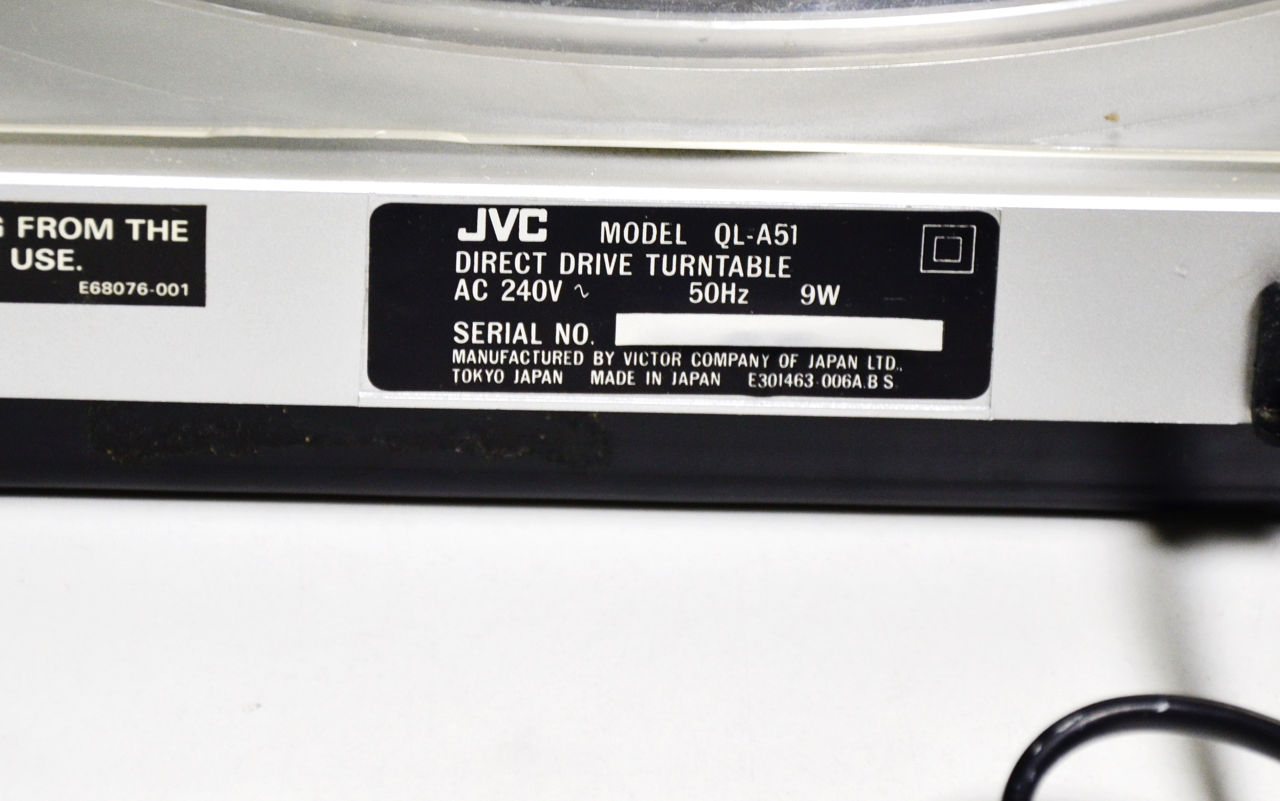 FROM THE
USE.
E68076-001
JVC MODEL QL-A51
DIRECT DRIVE TURNTABLE
AC 240V ~ 50Hz 9W
SERIAL NO.
MANUFACTURED BY VICTOR COMPANY OF JAPAN LTD.,
TOKYO JAPAN MADE IN JAPAN E301463-006A.B S